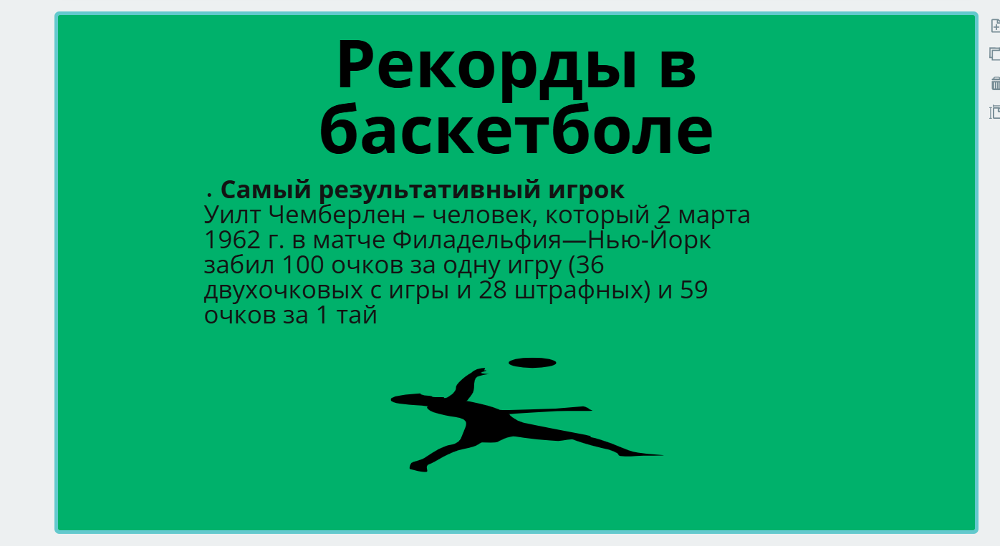 Рекорды в
баскетболе
. Самый результативный игрок
Уилт Чемберлен – человек, который 2 марта
1962 г. в матче Филадельфия—Нью-Йорк
забил 100 очков за одну игру (36
двухочковых с игры и 28 штрафных) и 59
очков за 1 тай